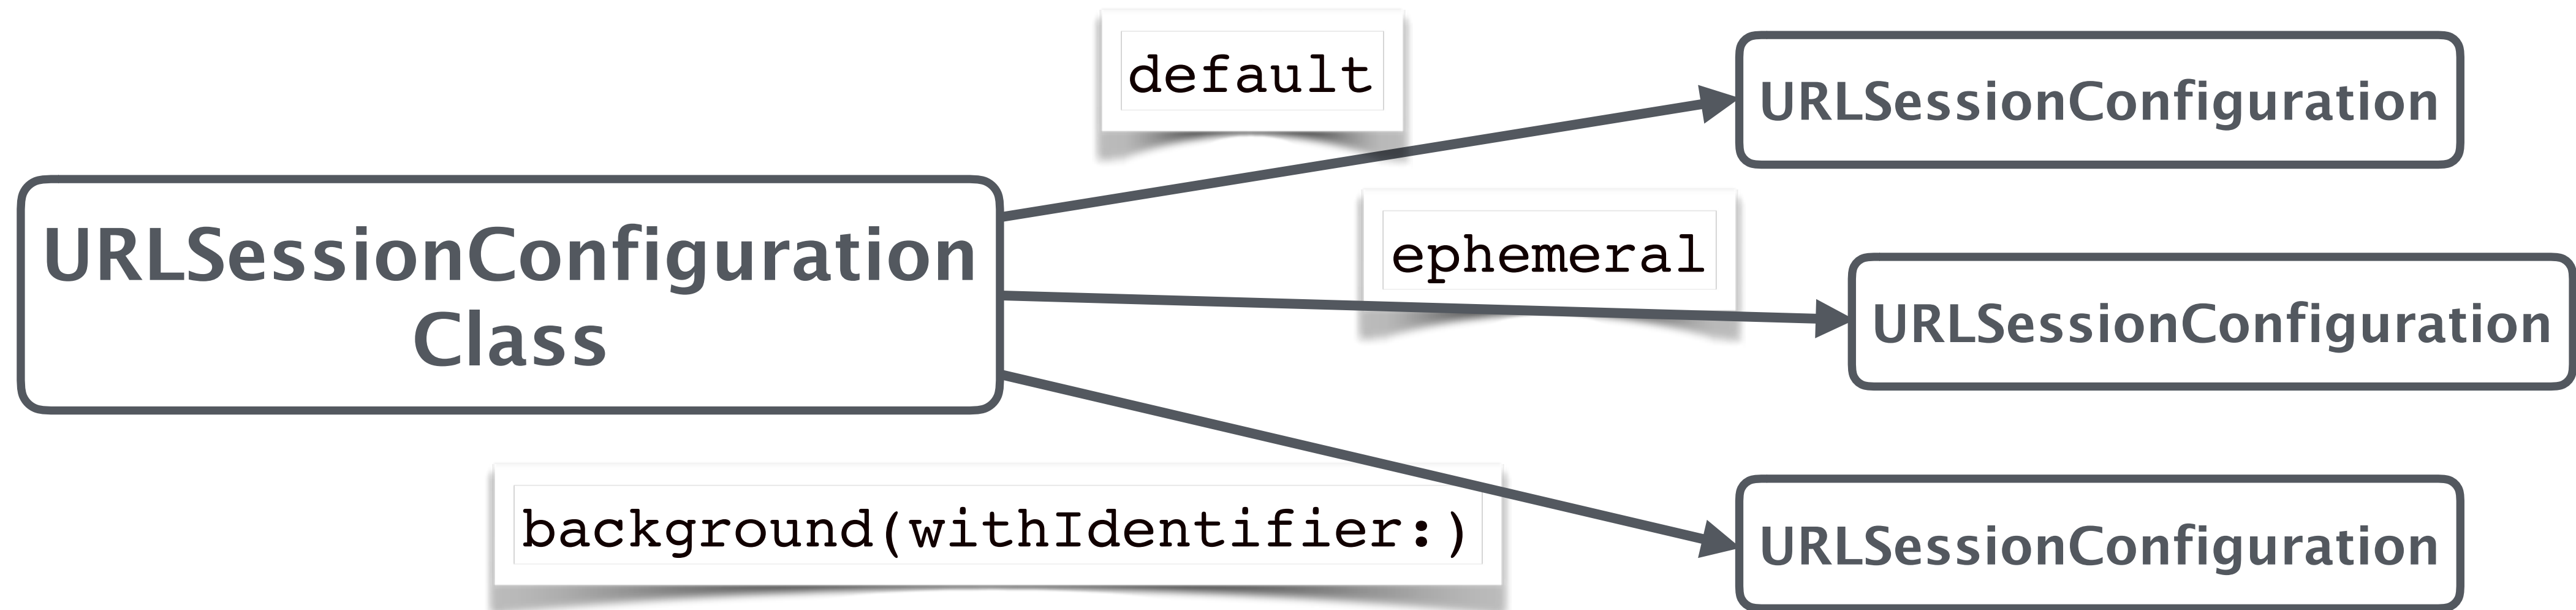 default
URLSessionConfiguration
URLSessionConfiguration
Class
ephemeral
URLSessionConfiguration
background(withIdentifier:)
URLSessionConfiguration